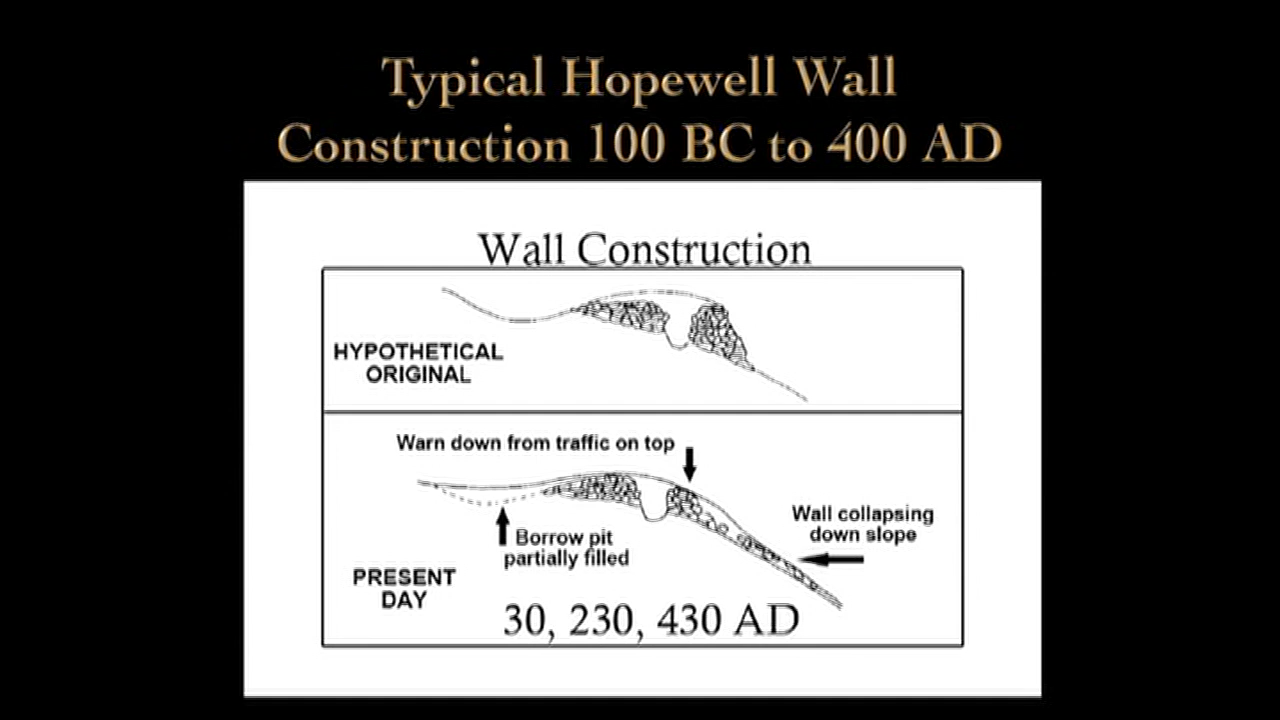 Typical Hopewell Wall
Construction 100 BC to 400 AD
Wall Construction
HYPOTHETICAL
ORIGINAL
Warn down from traffic on top
Wall collapsing
down slope
Borrow pit
partially filled
PRESENT
DAY
30, 230, 430 AD